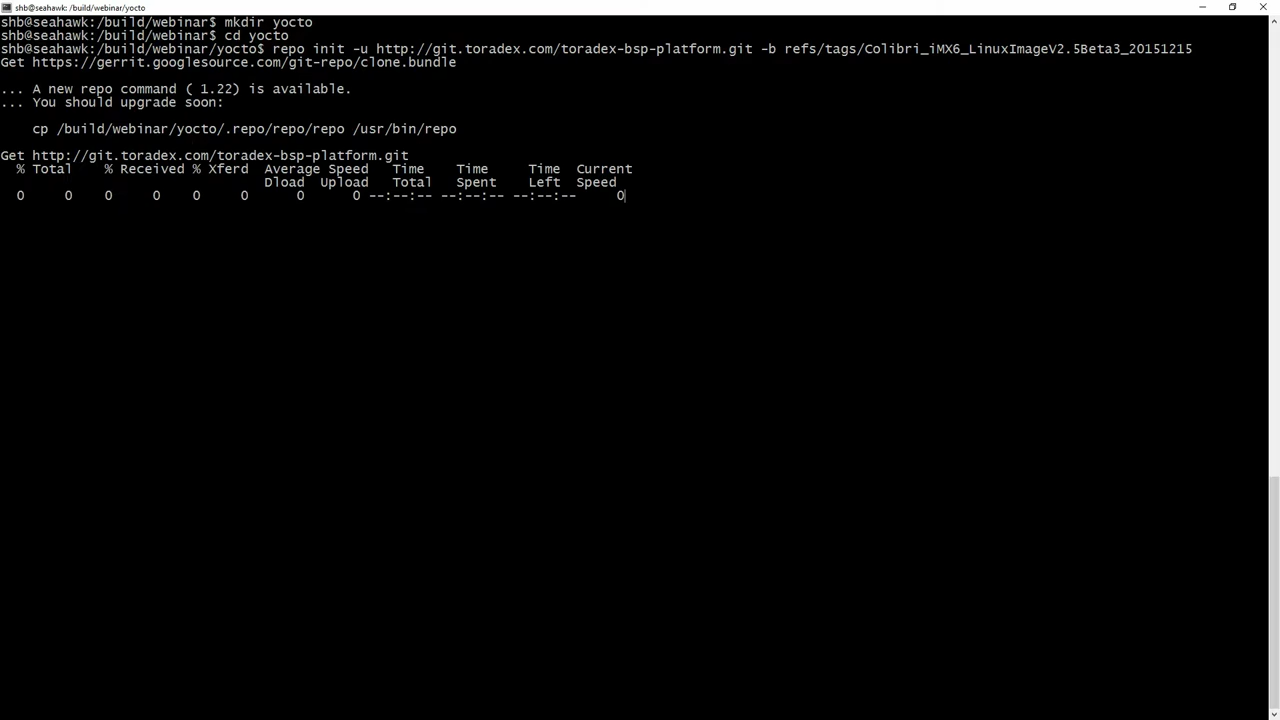 shb@seahawk: /build/webinar/yocto
shb@seahawk:/build/webinar$ mkdir yocto
shb@seahawk:/build/webinar$ cd yocto
shb@seahawk:/build/webinar/yocto$ repo init -u http://git.toradex.com/toradex-bsp-platform.git -b refs/tags/Colibri_iMX6_LinuxImageV2.5Beta3_20151215
Get https://gerrit.googlesource.com/git-repo/clone.bundle
... A new repo command ( 1.22) is available.
... You should upgrade soon:
cp /build/webinar/yocto/.repo/repo/repo /usr/bin/repo
Get http://git.toradex.com/toradex-bsp-platform.git
% Total % Received % Xferd Average Speed Time Time Time Current
Dload Upload Total Spent Left Speed
0 0 0 0 0 0 0 0 --:--:-- --:--:-- --:--:-- 0